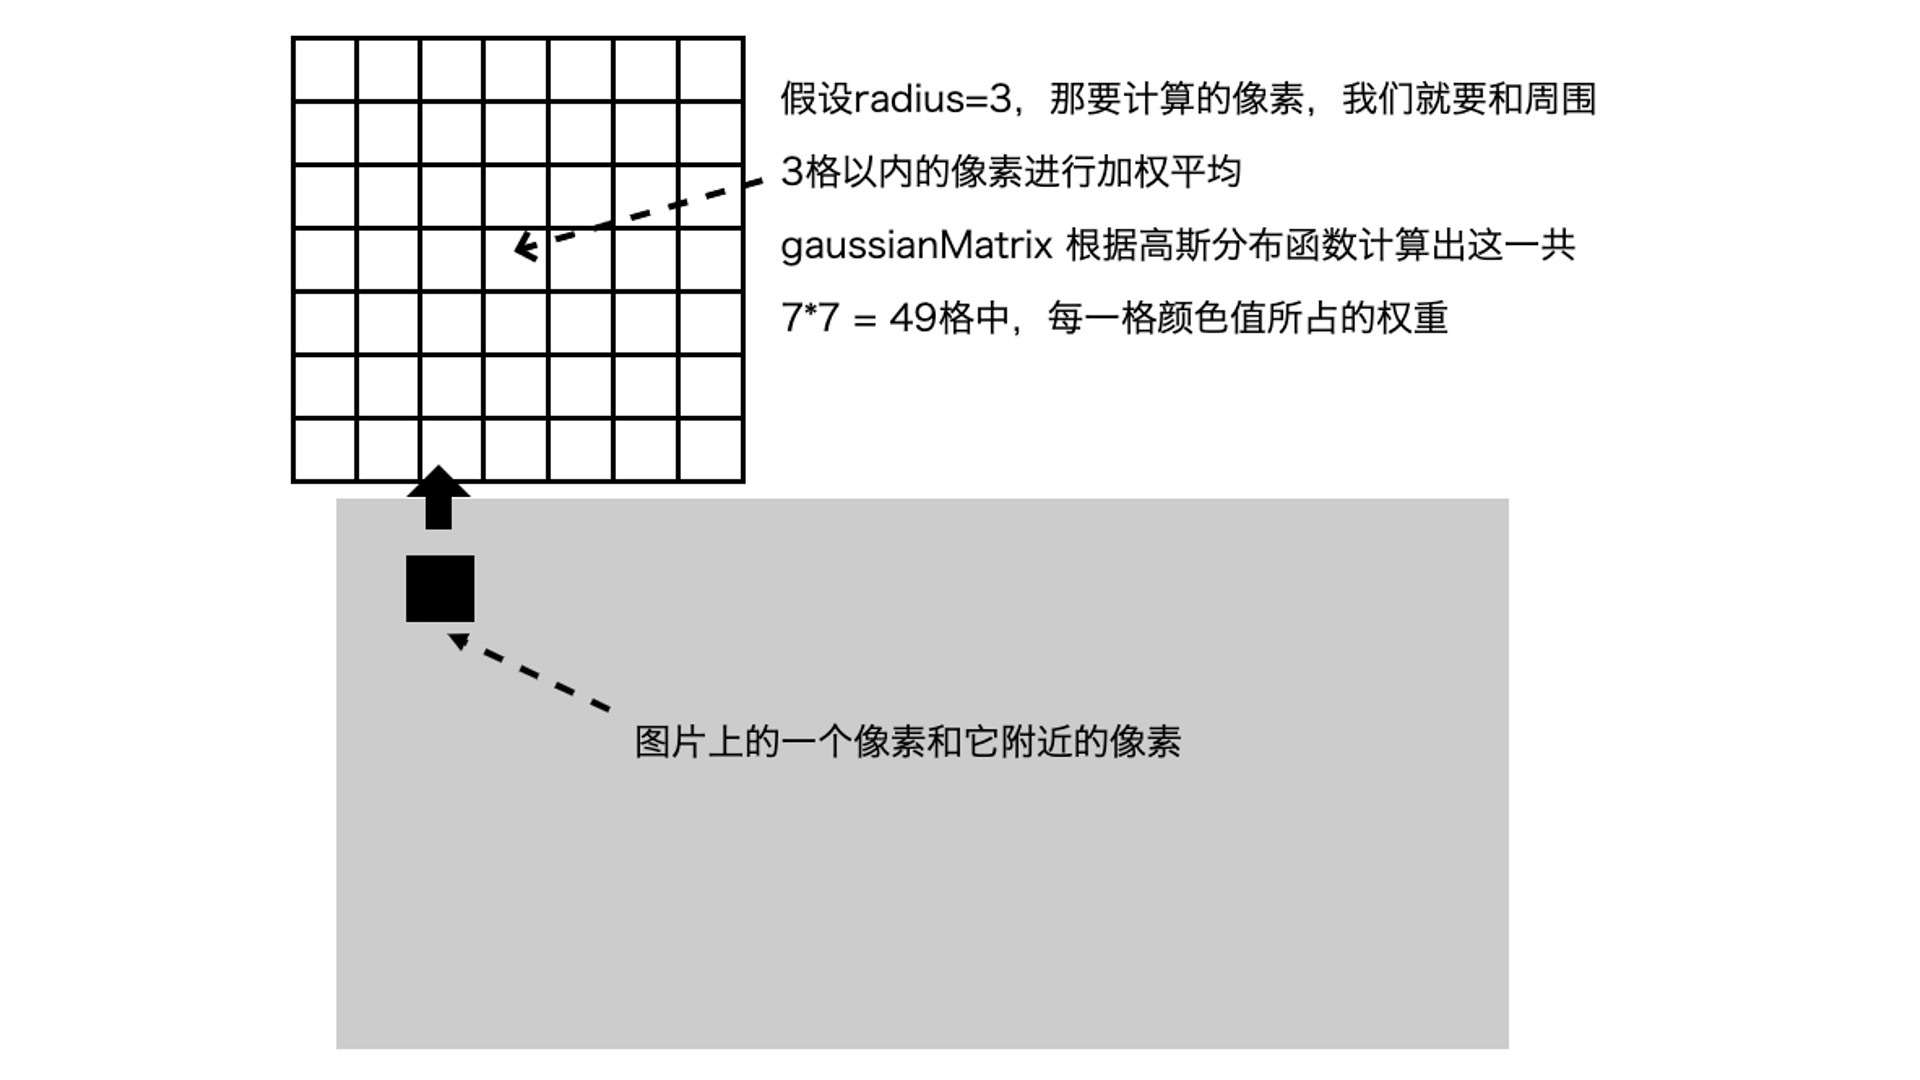 假设radius=3，那要计算的像素，我们就要和周围
3格以内的像素进行加权平均
gaussianMatrix 根据高斯分布函数计算出这一共
7*7 = 49格中，每一格颜色值所占的权重
图片上的一个像素和它附近的像素